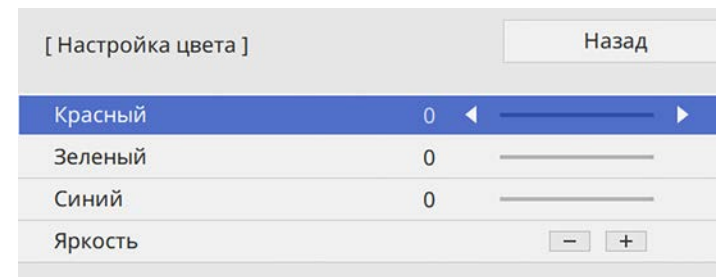 [ Настройка цвета ] Назад
Красный 0
Зеленый 0
Синий 0
Яркость − +